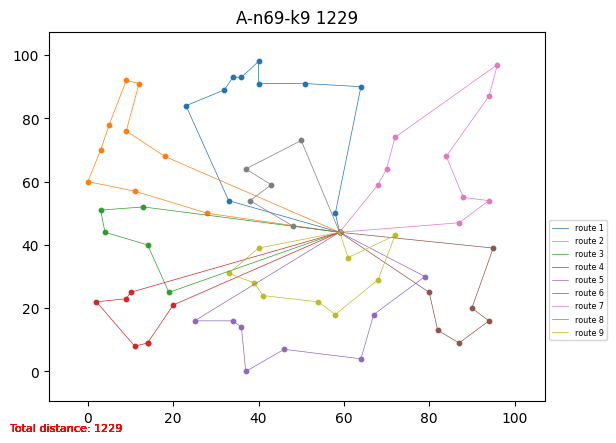 A-n69-k9 1229
100
80
60
40
20
0
0 20 40 60 80 100
route 1
route 2
route 3
route 4
route 5
route 6
route 7
route 8
route 9
Total distance: 1229